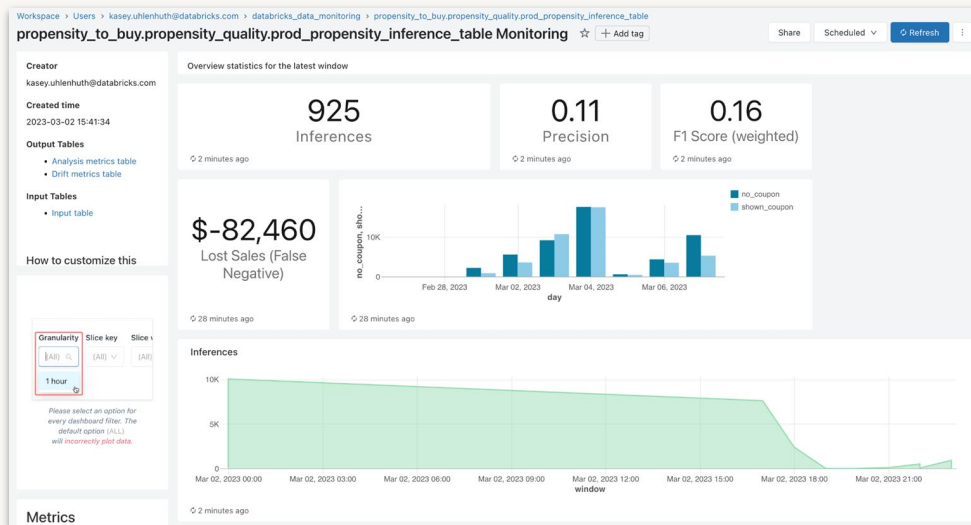 Workspace > Users > kasey.uhlenhuth@databricks.com > databricks_data_monitoring > propensity_to_buy.propensity_quality.prod_propensity_inference_table
propensity_to_buy.propensity_quality.prod_propensity_inference_table Monitoring
+ Add tag
Share
Scheduled
Refresh
Creator
kasey.uhlenhuth@databricks.com
Created time
2023-03-02 15:41:34
Output Tables
• Analysis metrics table
• Drift metrics table
Input Tables
• Input table
How to customize this
Granularity Slice key Slice v
(All) (All) (All)
1 hour
Please select an option for
every dashboard filter. The
default option (ALL)
will incorrectly plot data.
Metrics
Overview statistics for the latest window
925
Inferences
2 minutes ago
0.11
Precision
2 minutes ago
0.16
F1 Score (weighted)
2 minutes ago
$-82,460
Lost Sales (False
Negative)
28 minutes ago
no_coupon, sho...
10K
0
Feb 28, 2023 Mar 02, 2023 Mar 04, 2023 Mar 06, 2023
day
no_coupon
shown_coupon
28 minutes ago
Inferences
10K
5K
0
Mar 02, 2023 00:00 Mar 02, 2023 03:00 Mar 02, 2023 06:00 Mar 02, 2023 09:00 Mar 02, 2023 12:00 Mar 02, 2023 15:00 Mar 02, 2023 18:00 Mar 02, 2023 21:00
window
2 minutes ago